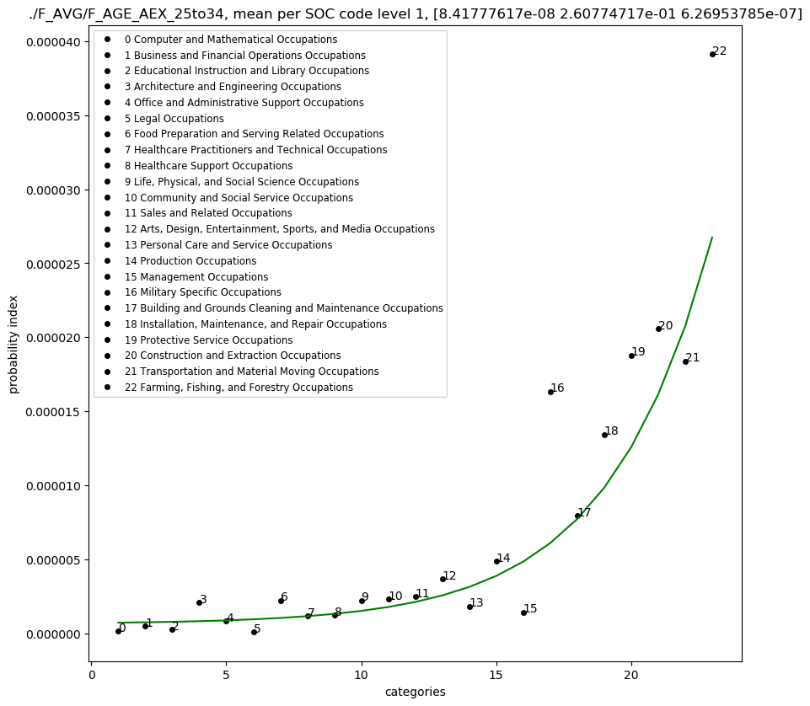 ./F_AVG/F_AGE_AEX_25to34, mean per SOC code level 1, [8.41777617e-08 2.60774717e-01 6.26953785e-07]
0.000040
0.000035
0.000030
0.000025
0.000020
0.000015
0.000010
0.000005
0.000000
probability index
0 Computer and Mathematical Occupations
1 Business and Financial Operations Occupations
2 Educational Instruction and Library Occupations
3 Architecture and Engineering Occupations
4 Office and Administrative Support Occupations
5 Legal Occupations
6 Food Preparation and Serving Related Occupations
7 Healthcare Practitioners and Technical Occupations
8 Healthcare Support Occupations
9 Life, Physical, and Social Science Occupations
10 Community and Social Service Occupations
11 Sales and Related Occupations
12 Arts, Design, Entertainment, Sports, and Media Occupations
13 Personal Care and Service Occupations
14 Production Occupations
15 Management Occupations
16 Military Specific Occupations
17 Building and Grounds Cleaning and Maintenance Occupations
18 Installation, Maintenance, and Repair Occupations
19 Protective Service Occupations
20 Construction and Extraction Occupations
21 Transportation and Material Moving Occupations
22 Farming, Fishing, and Forestry Occupations
0
1
2
3
4
5
6
7
8
9
10
11
12
13
14
15
16
17
18
19
20
21
22
0 5 10 15 20
categories